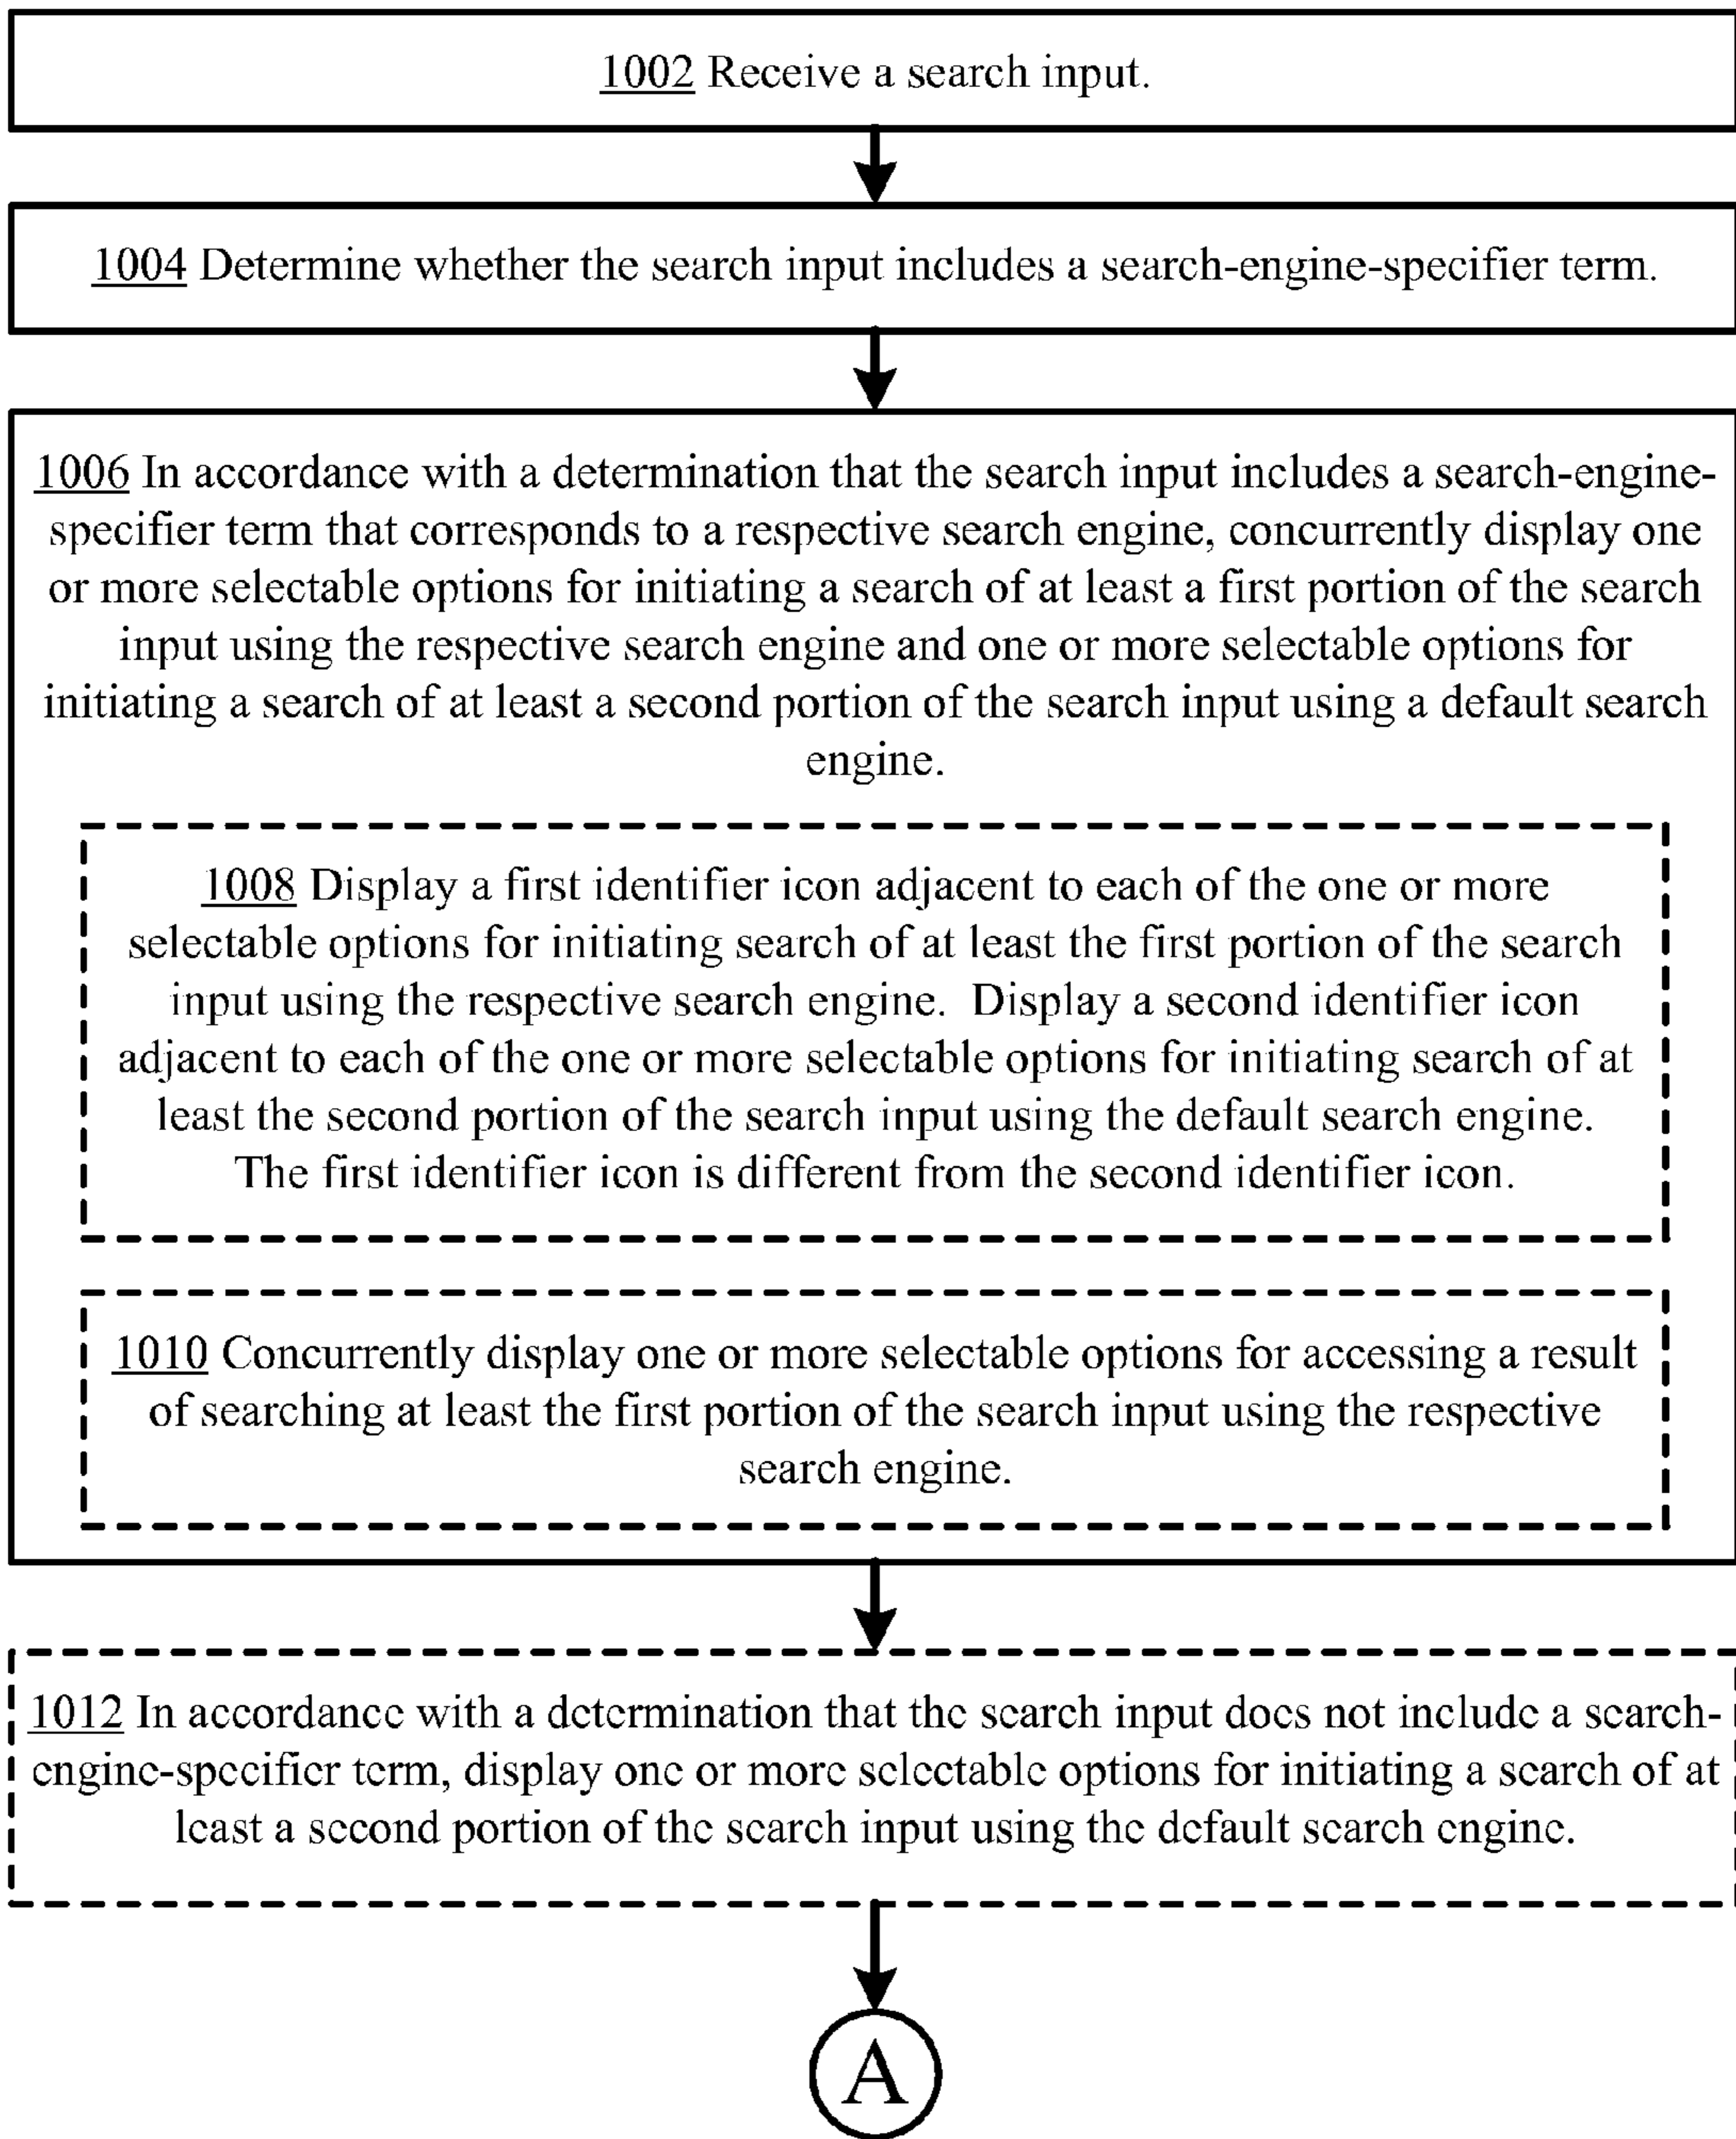 1002 Receive a search input.
1004 Determine whether the search input includes a search-engine-specifier term.
1006 In accordance with a determination that the search input includes a search-engine-
specifier term that corresponds to a respective search engine, concurrently display one
or more selectable options for initiating a search of at least a first portion of the search
input using the respective search engine and one or more selectable options for
initiating a search of at least a second portion of the search input using a default search
engine.
1008 Display a first identifier icon adjacent to each of the one or more
selectable options for initiating search of at least the first portion of the search
input using the respective search engine. Display a second identifier icon
adjacent to each of the one or more selectable options for initiating search of at
least the second portion of the search input using the default search engine.
The first identifier icon is different from the second identifier icon.
1010 Concurrently display one or more selectable options for accessing a result
of searching at least the first portion of the search input using the respective
search engine.
1012 In accordance with a determination that the search input does not include a search-
engine-specifier term, display one or more selectable options for initiating a search of at
least a second portion of the search input using the default search engine.
A